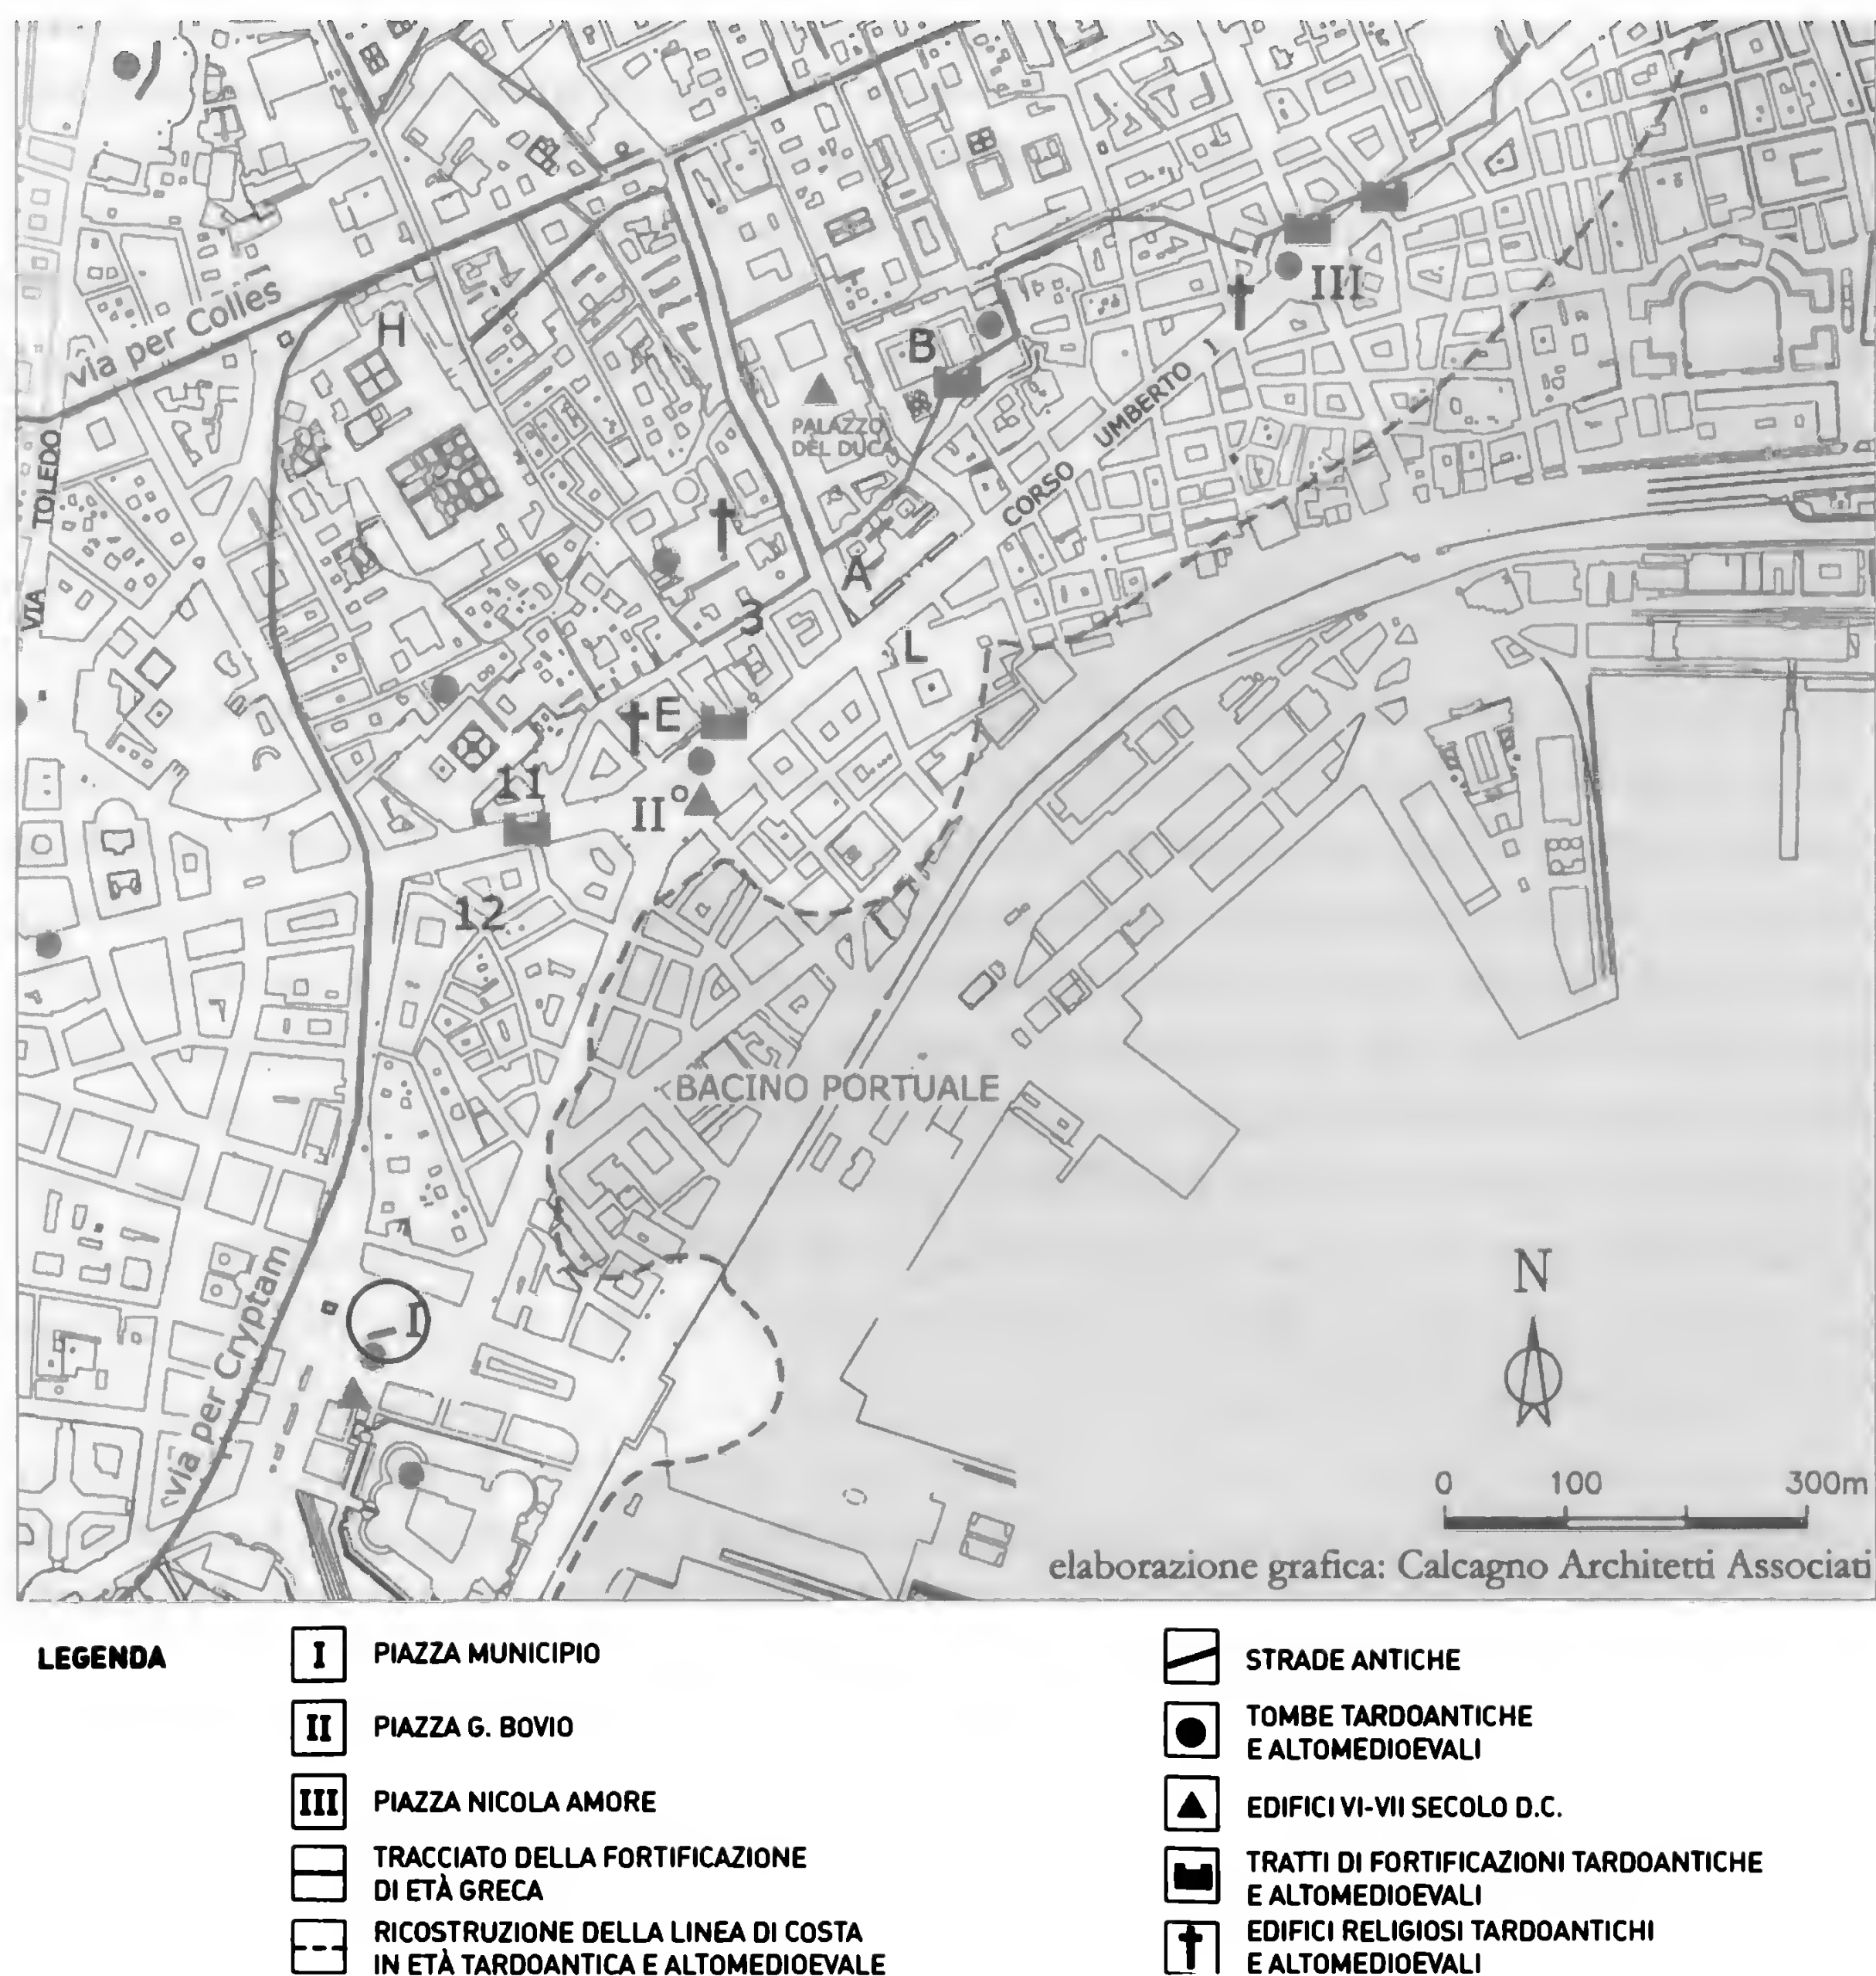 via per Colles
H
VIA TOLEDO
B
III
PALAZZO
DEL DUCA
CORSO UMBERTO I
A
3
L
E
11
II
12
BACINO PORTUALE
I
via per Cryptam
N
0 100 300m
elaborazione grafica: Calcagno Architetti Associati
LEGENDA
I PIAZZA MUNICIPIO
II PIAZZA G. BOVIO
III PIAZZA NICOLA AMORE
TRACCIATO DELLA FORTIFICAZIONE
DI ETÀ GRECA
RICOSTRUZIONE DELLA LINEA DI COSTA
IN ETÀ TARDOANTICA E ALTOMEDIOEVALE
STRADE ANTICHE
TOMBE TARDOANTICHE
E ALTOMEDIOEVALI
EDIFICI VI-VII SECOLO D.C.
TRATTI DI FORTIFICAZIONI TARDOANTICHE
E ALTOMEDIOEVALI
EDIFICI RELIGIOSI TARDOANTICHI
E ALTOMEDIOEVALI